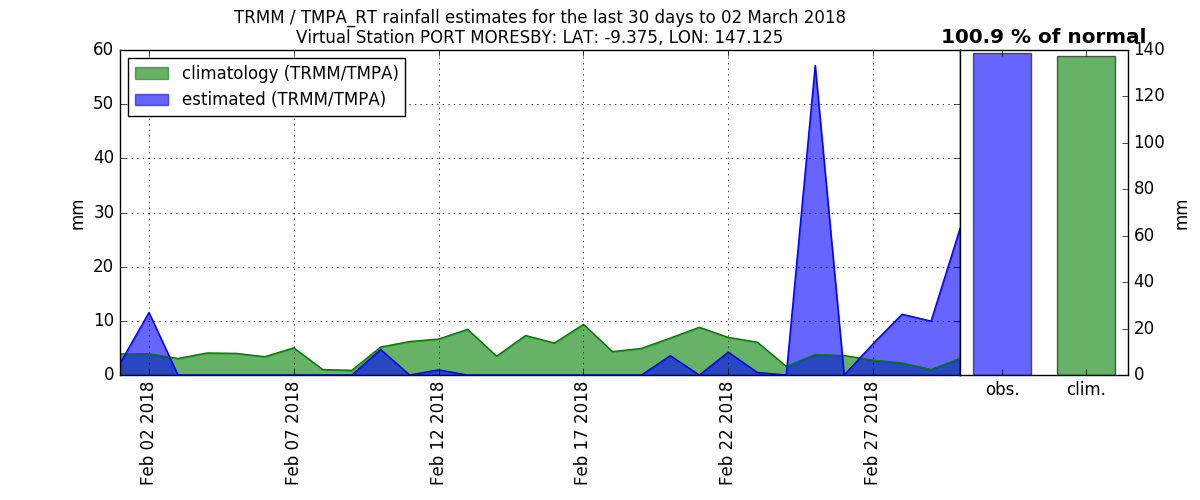 TRMM / TMPA_RT rainfall estimates for the last 30 days to 02 March 2018
Virtual Station PORT MORESBY: LAT: -9.375, LON: 147.125
100.9 % of normal
climatology (TRMM/TMPA)
estimated (TRMM/TMPA)
mm
60
50
40
30
20
10
0
Feb 02 2018
Feb 07 2018
Feb 12 2018
Feb 17 2018
Feb 22 2018
Feb 27 2018
obs.
clim.
140
120
100
80
60
40
20
0
mm